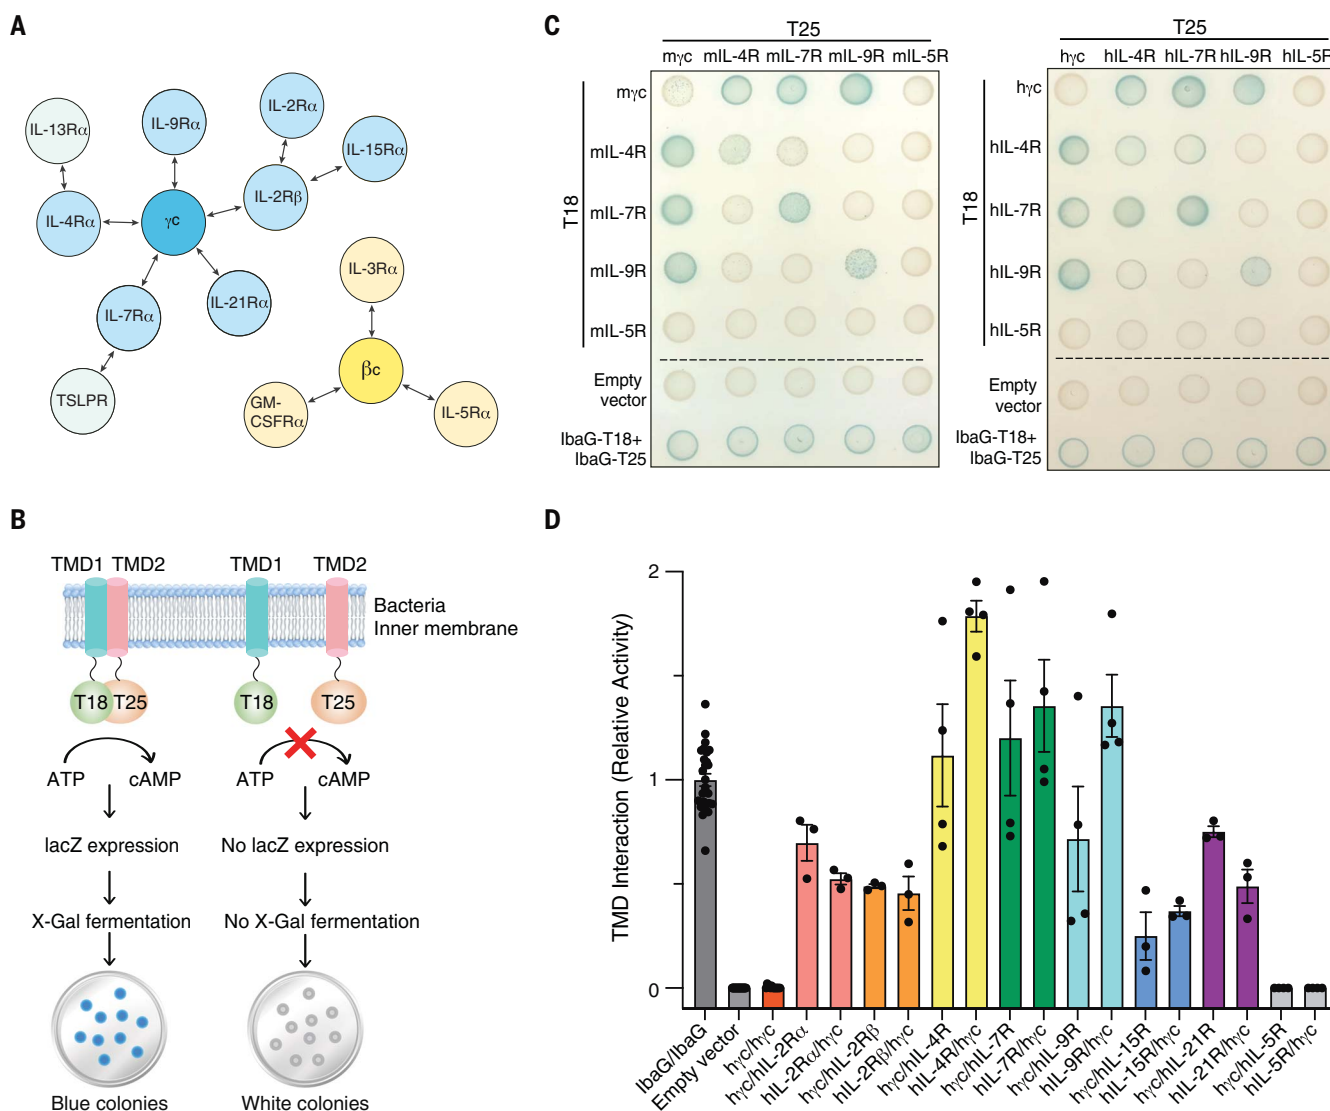 A
IL-13Rα
IL-9Rα
IL-2Rα
IL-15Rα
IL-4Rα
γc
IL-2Rβ
IL-7Rα
IL-21Rα
IL-3Rα
TSLPR
βc
GM-
CSFRα
IL-5Rα
B
TMD1 TMD2 TMD1 TMD2
Bacteria
Inner membrane
T18 T25 T18 T25
ATP cAMP ATP cAMP
lacZ expression No lacZ expression
X-Gal fermentation No X-Gal fermentation
Blue colonies White colonies
C
T25
mγc mIL-4R mIL-7R mIL-9R mIL-5R
T18
mγc
mIL-4R
mIL-7R
mIL-9R
mIL-5R
Empty
vector
IbaG-T18+
IbaG-T25
T25
hγc hIL-4R hIL-7R hIL-9R hIL-5R
T18
hγc
hIL-4R
hIL-7R
hIL-9R
hIL-5R
Empty
vector
IbaG-T18+
IbaG-T25
D
TMD Interaction (Relative Activity)
2
1
0
IbaG/IbaG
Empty vector
hγc/hγc
hγc/hIL-2Rα
hIL-2Rα/hγc
hγc/hIL-2Rβ
hIL-2Rβ/hγc
hγc/hIL-4R
hIL-4R/hγc
hγc/hIL-7R
hIL-7R/hγc
hγc/hIL-9R
hIL-9R/hγc
hγc/hIL-15R
hIL-15R/hγc
hγc/hIL-21R
hIL-21R/hγc
hγc/hIL-5R
hIL-5R/hγc